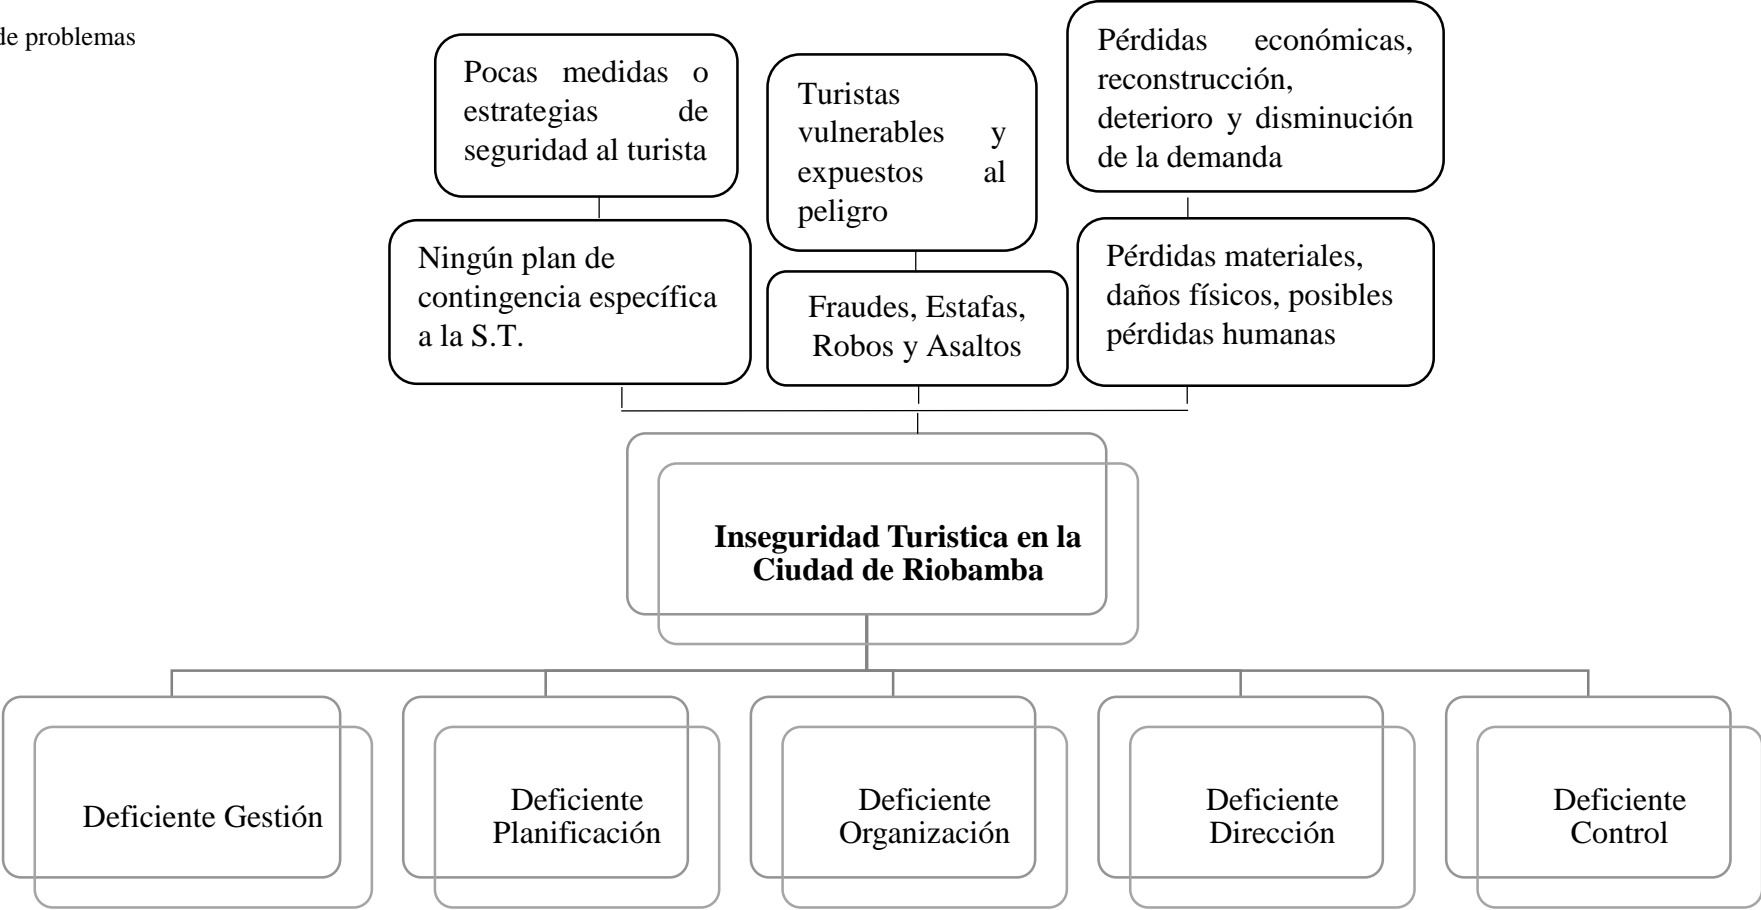 de problemas
Pocas medidas o
estrategias de
seguridad al turista
Turistas
vulnerables y
expuestos al
peligro
Pérdidas económicas,
reconstrucción,
deterioro y disminución
de la demanda
Ningún plan de
contingencia específica
a la S.T.
Fraudes, Estafas,
Robos y Asaltos
Pérdidas materiales,
daños físicos, posibles
pérdidas humanas
Inseguridad Turistica en la
Ciudad de Riobamba
Deficiente Gestión
Deficiente
Planificación
Deficiente
Organización
Deficiente
Dirección
Deficiente
Control